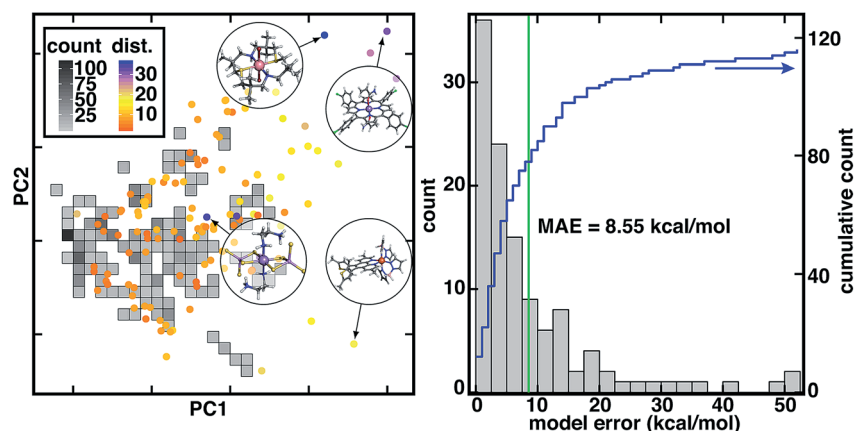 count dist.
100
75
50
25
30
20
10
PC2
PC1
30
20
10
0
count
120
80
40
0
cumulative count
MAE = 8.55 kcal/mol
0 10 20 30 40 50
model error (kcal/mol)